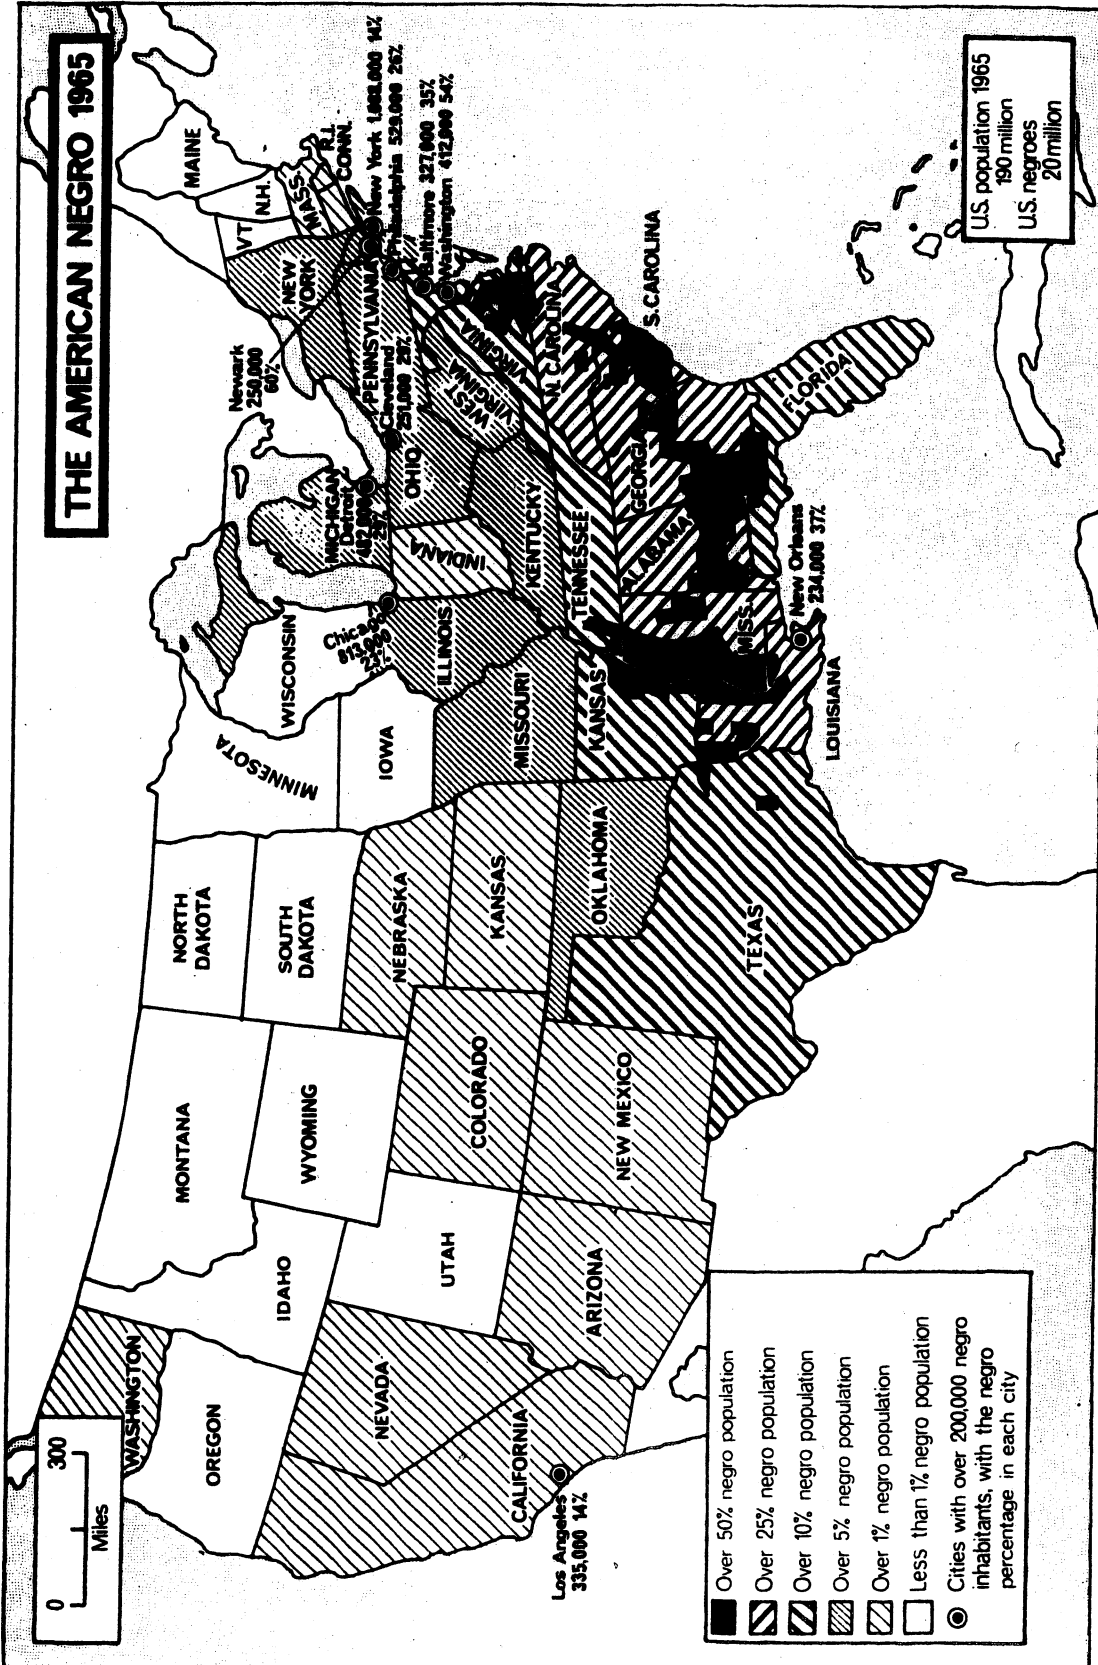 THE AMERICAN NEGRO 1965
0 300
Miles
WASHINGTON
OREGON
IDAHO
MONTANA
WYOMING
NEVADA
UTAH
CALIFORNIA
ARIZONA
COLORADO
NEW MEXICO
NORTH
DAKOTA
SOUTH
DAKOTA
NEBRASKA
KANSAS
OKLAHOMA
TEXAS
MINNESOTA
IOWA
MISSOURI
KANSAS
LOUISIANA
WISCONSIN
ILLINOIS
MICHIGAN
INDIANA
OHIO
KENTUCKY
TENNESSEE
MISS.
ALABAMA
GEORGIA
FLORIDA
S. CAROLINA
N. CAROLINA
VIRGINIA
WEST
VIRGINIA
VIRGINIA
PENNSYLVANIA
NEW
YORK
VT.
N.H.
MAINE
MASS.
R.I.
CONN.
Los Angeles
335,000 14%
Chicago
813,000
23%
Detroit
482,000
29%
Cleveland
251,000 29%
Newark
250,000
60%
New York 1,088,000 14%
Philadelphia 529,000 26%
Baltimore 327,000 35%
Washington 412,000 54%
New Orleans
234,000 37%
U.S. population 1965
190 million
U.S. negroes
20 million
Over 50% negro population
Over 25% negro population
Over 10% negro population
Over 5% negro population
Over 1% negro population
Less than 1% negro population
Cities with over 200,000 negro
inhabitants, with the negro
percentage in each city